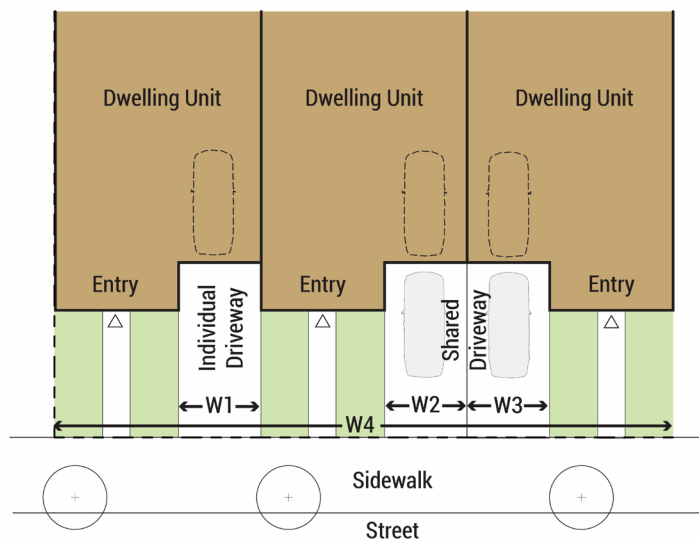 Dwelling Unit
Dwelling Unit
Dwelling Unit
Entry
Individual
Driveway
Entry
Shared
Driveway
Entry
W1
W2
W3
W4
Sidewalk
Street